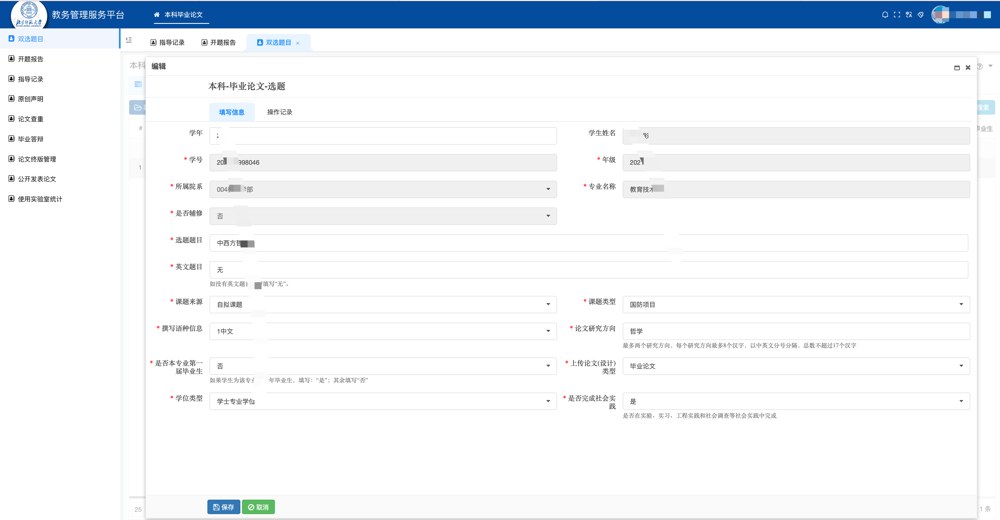 北京师范大学
BEIJING NORMAL UNIVERSITY
教务管理服务平台
本科毕业论文
双选题目
开题报告
指导记录
原创声明
论文查重
毕业答辩
论文终版管理
公开发表论文
使用实验室统计
指导记录
开题报告
双选题目 ×
本科
编辑
本科-毕业论文-选题
填写信息
操作记录
搜索
#
毕业生
1
学年
学生姓名
彤
* 学号
20 998046
* 年级
202
* 所属院系
004 学部
* 专业名称
教育技术
* 是否辅修
否
* 选题题目
中西方哲
* 英文题目
无
如没有英文题 填写“无”。
* 课题来源
自拟课题
* 课题类型
国防项目
* 撰写语种信息
1中文
* 论文研究方向
哲学
最多两个研究方向，每个研究方向最多8个汉字，以中英文分号分隔，总数不超过17个汉字
* 是否本专业第一
届毕业生
否
如果学生为该专业 年毕业生，填写：“是”；其余填写“否”
* 上传论文(设计)
类型
毕业论文
* 学位类型
学士专业学位
* 是否完成社会实
践
是
是否在实验、实习、工程实践和社会调查等社会实践中完成
保存
取消
25
1 条